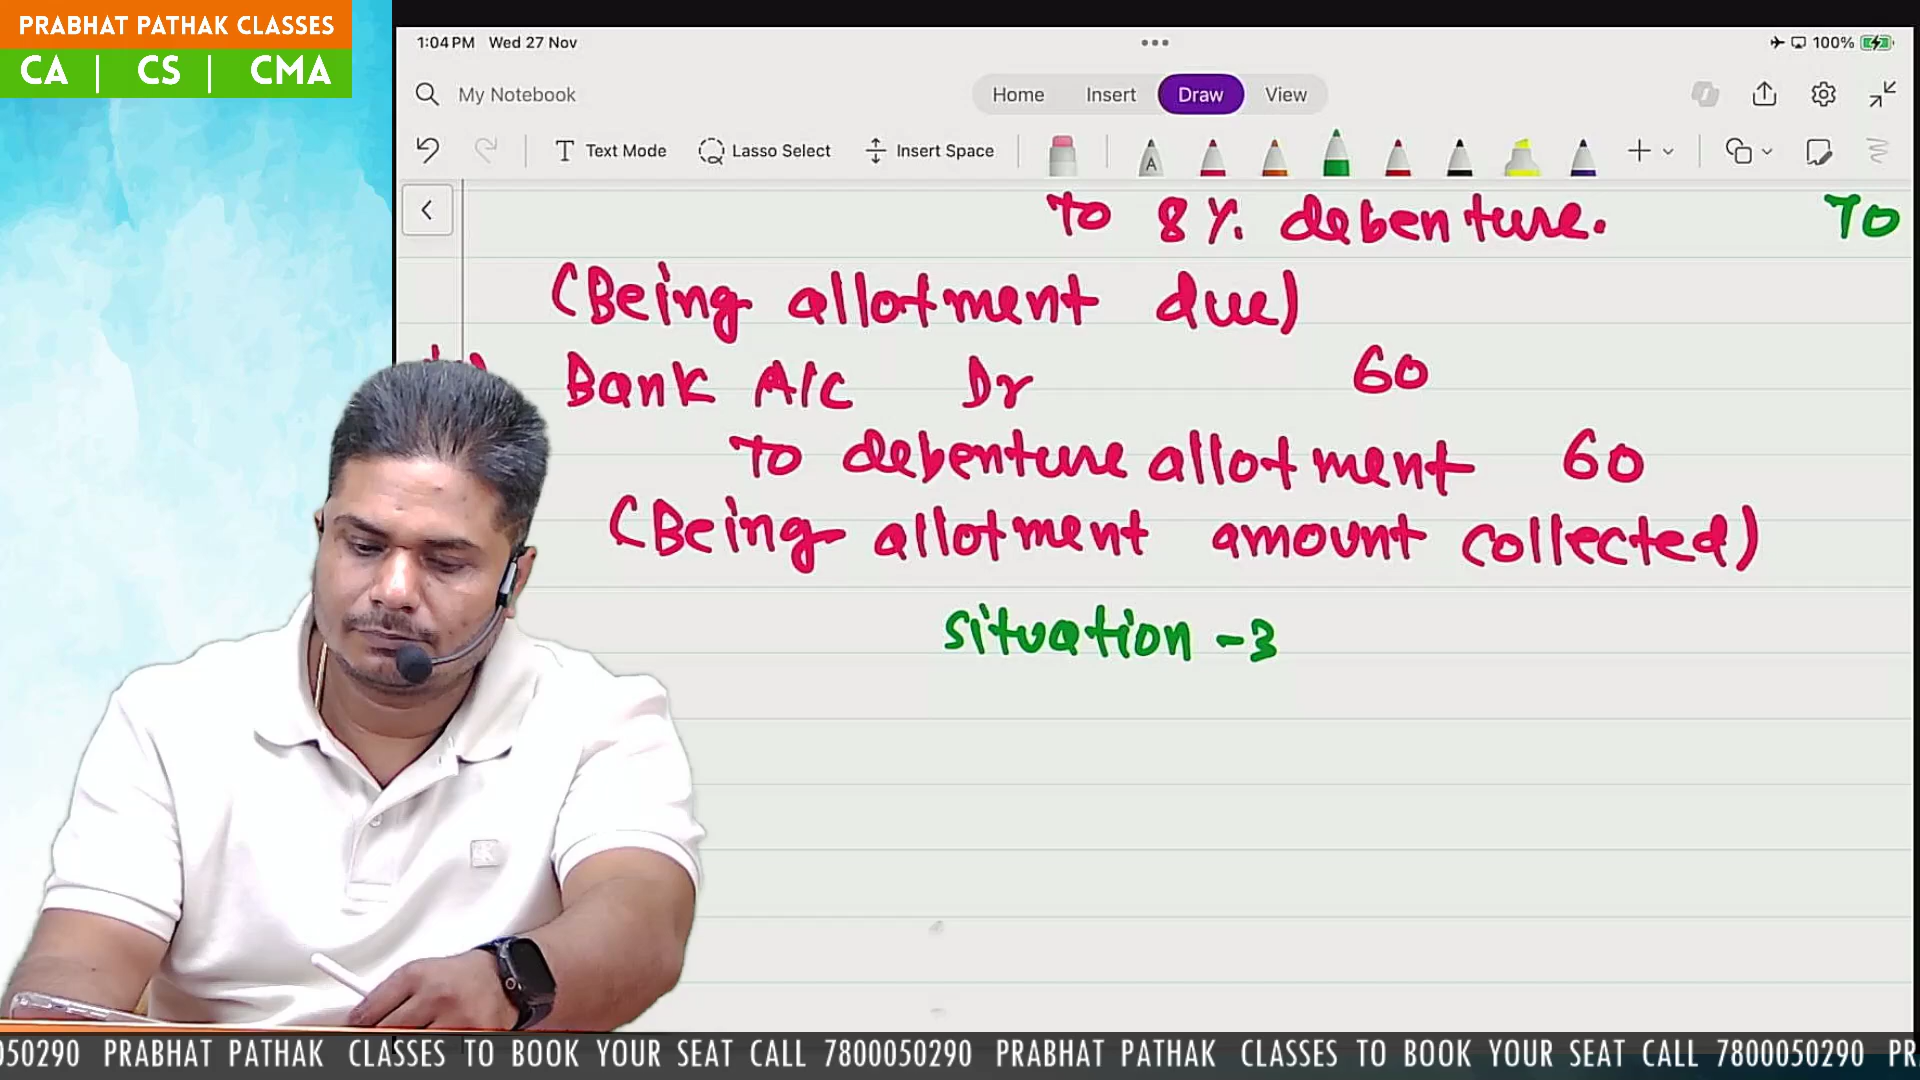 PRABHAT PATHAK CLASSES
CA | CS | CMA
1:04 PM Wed 27 Nov
100%
My Notebook
Home Insert Draw View
Text Mode Lasso Select Insert Space
A
To 8% debenture. To
(Being allotment due)
Bank A/C Dr 60
To debenture allotment 60
(Being allotment amount collected)
situation -3
050290 PRABHAT PATHAK CLASSES TO BOOK YOUR SEAT CALL 7800050290 PRABHAT PATHAK CLASSES TO BOOK YOUR SEAT CALL 7800050290 PR